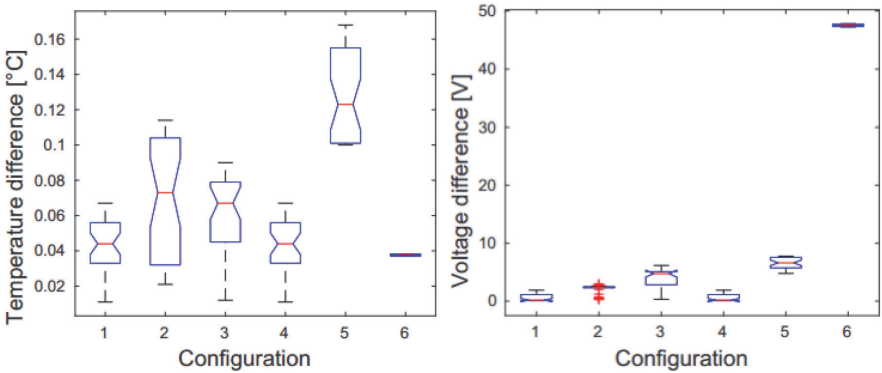 Temperature difference [°C]
0.16
0.14
0.12
0.1
0.08
0.06
0.04
0.02
1 2 3 4 5 6
Configuration
Voltage difference [V]
50
40
30
20
10
0
1 2 3 4 5 6
Configuration